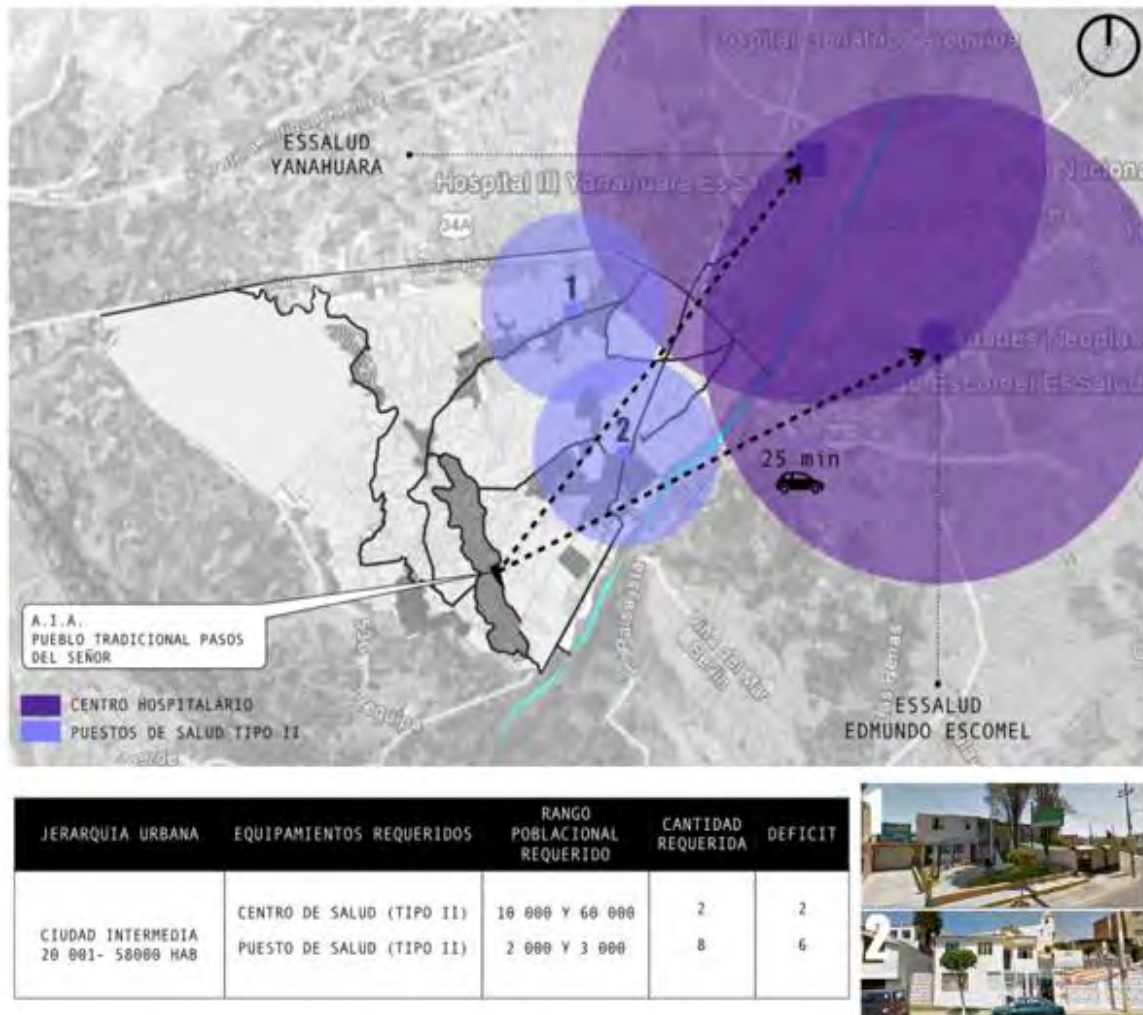 ESSALUD
YANAHUARA
Hospital III Yanahuara EsSa
34A
1
2
25 min
A.I.A.
PUEBLO TRADICIONAL PASOS
DEL SEÑOR
CENTRO HOSPITALÁRIO
PUESTOS DE SALUD TIPO II
ESSALUD
EDMUNDO ESCOMEL
JERARQUIA URBANA
EQUIPAMIENTOS REQUERIDOS
RANGO
POBLACIONAL
REQUERIDO
CANTIDAD
REQUERIDA
DEFICIT
CIUDAD INTERMEDIA
20 001- 58000 HAB
CENTRO DE SALUD (TIPO II)
10 000 Y 60 000
2
2
PUESTO DE SALUD (TIPO II)
2 000 Y 3 000
8
6
1
2